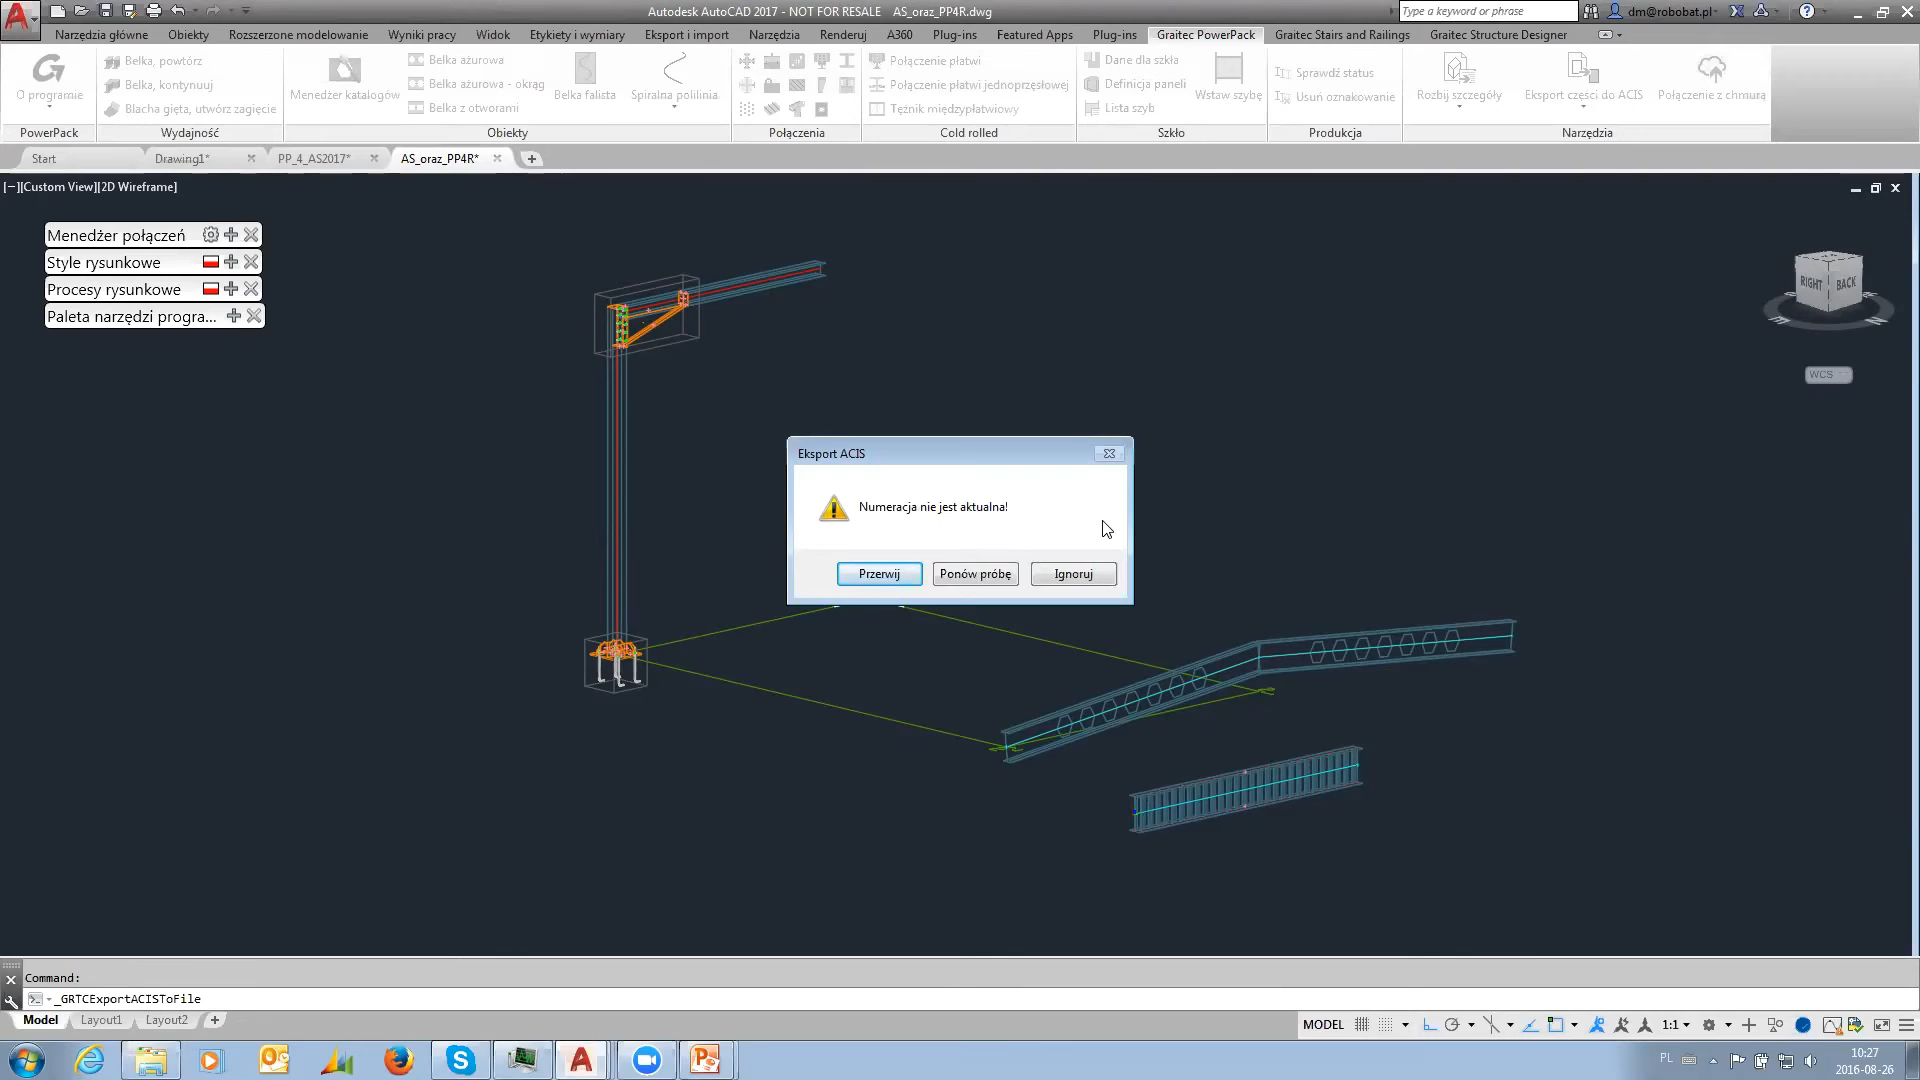 Autodesk AutoCAD 2017 - NOT FOR RESALE AS_oraz_PP4R.dwg
Type a keyword or phrase
dm@robobat.pl
Narzędzia główne Obiekty Rozszerzone modelowanie Wyniki pracy Widok Etykiety i wymiary Eksport i import Narzędzia Renderuj A360 Plug-ins Featured Apps Plug-ins Graitec PowerPack Graitec Stairs and Railings Graitec Structure Designer
O programie
PowerPack
Belka, powtórz
Belka, kontynuuj
Blacha gięta, utwórz zagięcie
Wydajność
Menedżer katalogów
Belka ażurowa
Belka ażurowa - okrąg
Belka z otworami
Belka falista
Spiralna polilinia
Obiekty
Połączenia
Połączenie płatwi
Połączenie płatwi jednoprzęsłowej
Tężnik międzypłatwiowy
Cold rolled
Dane dla szkła
Definicja paneli
Lista szyb
Wstaw szybę
Szkło
Sprawdź status
Usuń oznakowanie
Produkcja
Rozbij szczegóły
Eksport części do ACIS
Połączenie z chmurą
Narzędzia
Start Drawing1* PP_4_AS2017* AS_oraz_PP4R*
[−][Custom View][2D Wireframe]
Menedżer połączeń
Style rysunkowe
Procesy rysunkowe
Paleta narzędzi progra...
RIGHT BACK
WCS
Eksport ACIS
Numeracja nie jest aktualna!
Przerwij Ponów próbę Ignoruj
Command:
_GRTCExportACISToFile
Model Layout1 Layout2
MODEL 1:1
PL
10:27
2016-08-26